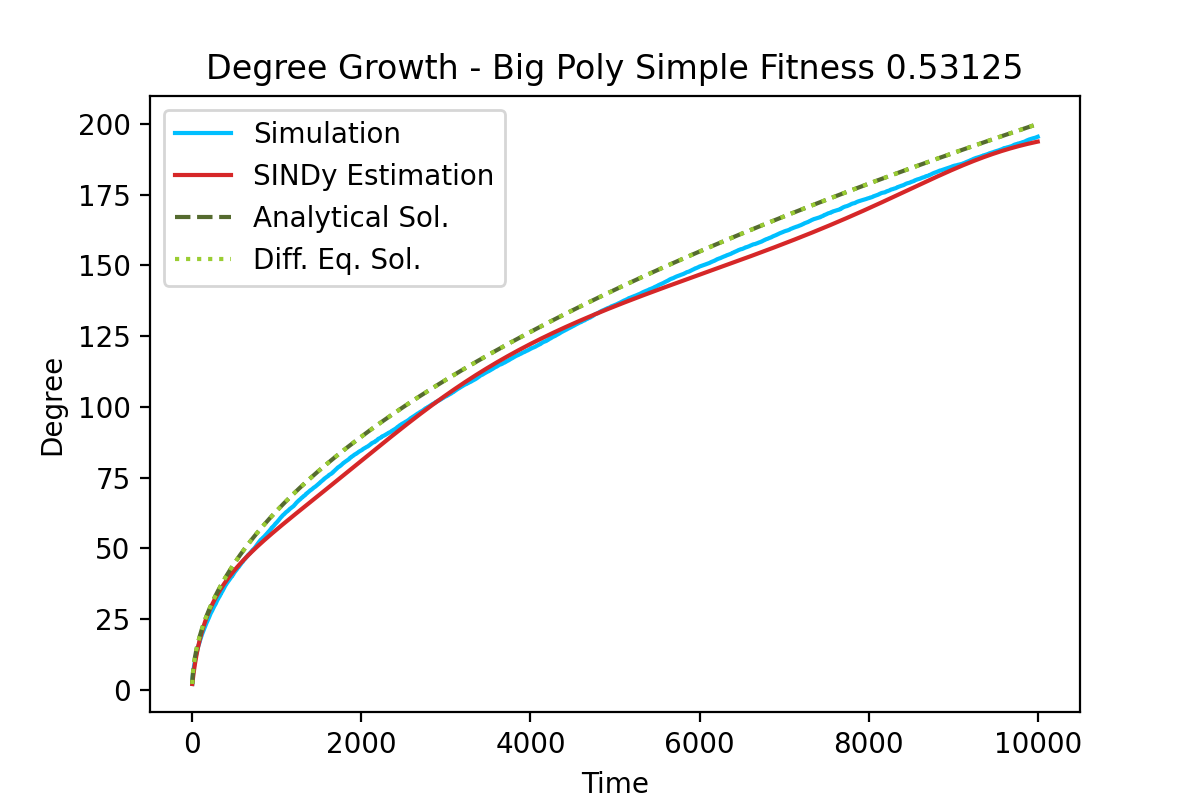 Degree Growth - Big Poly Simple Fitness 0.53125
Simulation
SINDy Estimation
Analytical Sol.
Diff. Eq. Sol.
200
175
150
125
100
75
50
25
0
Degree
0 2000 4000 6000 8000 10000
Time